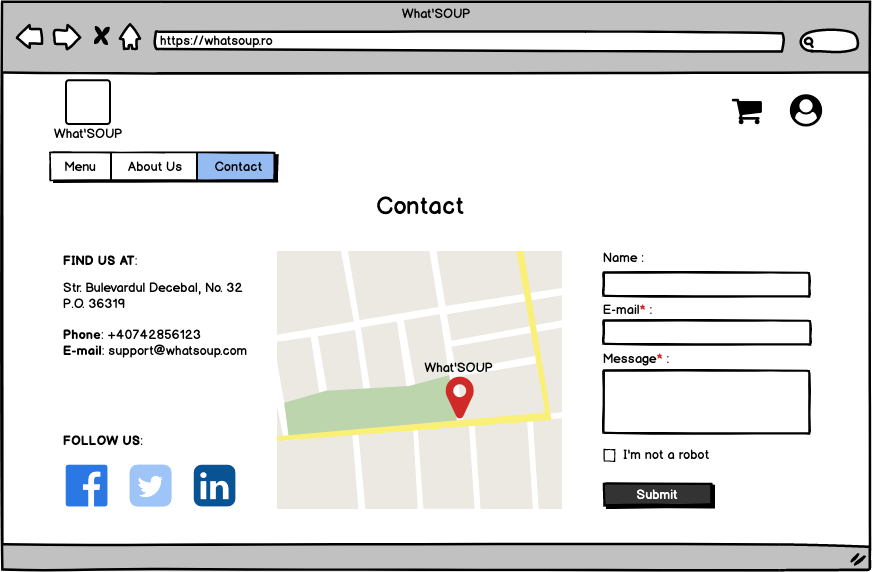 What'SOUP
https://whatsoup.ro
What'SOUP
Menu
About Us
Contact
Contact
FIND US AT:
Str. Bulevardul Decebal, No. 32
P.O. 36319
Phone: +40742856123
E-mail: support@whatsoup.com
FOLLOW US:
What'SOUP
Name :
E-mail* :
Message* :
I'm not a robot
Submit